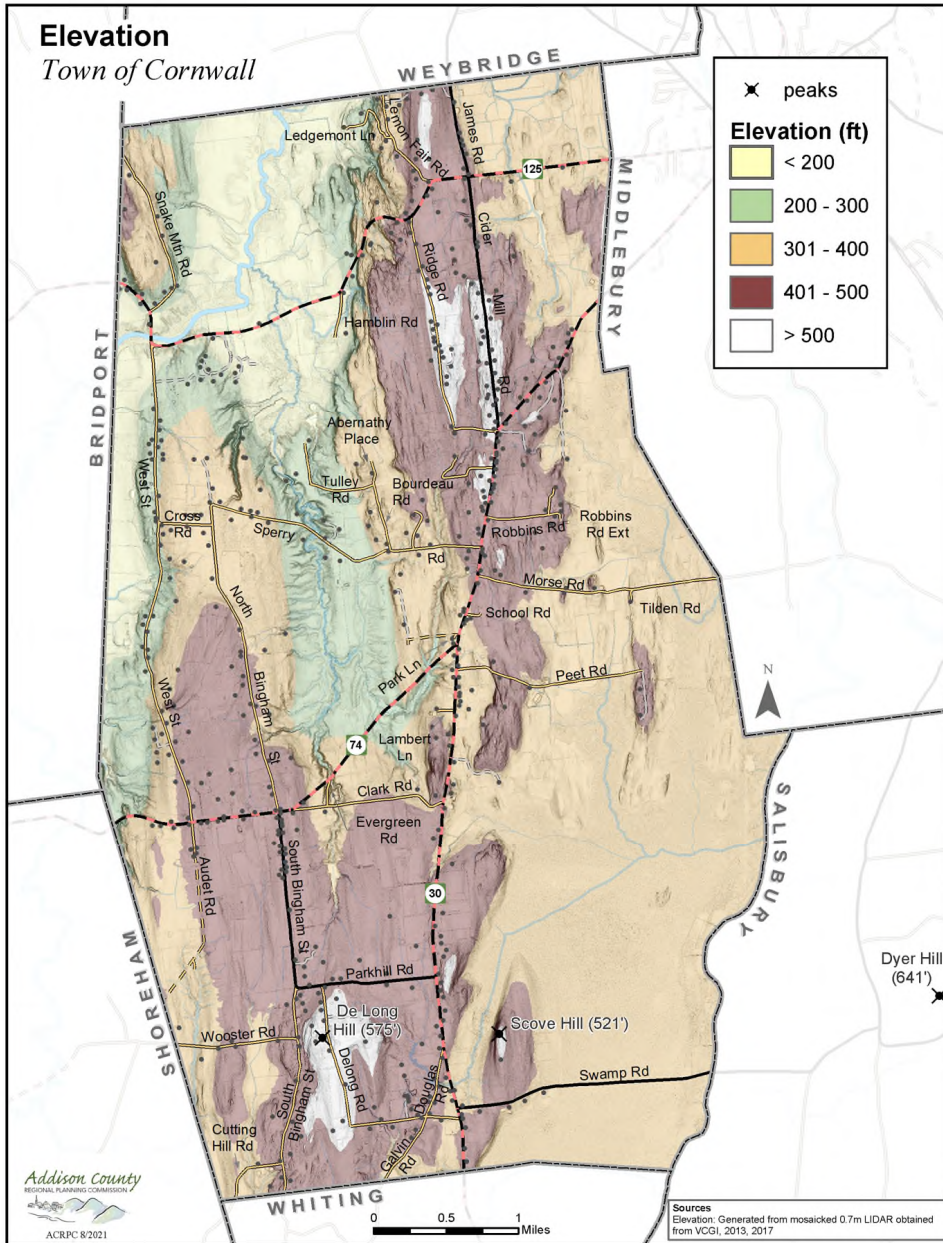 Elevation
Town of Cornwall
WEYBRIDGE
peaks
Elevation (ft)
< 200
200 - 300
301 - 400
401 - 500
> 500
Ledgemont Ln
Lemon Fair Rd
James Rd
125
MIDDLEBURY
Snake Mtn Rd
Ridge Rd
Cider
Mill
Rd
Hamblin Rd
BRIDPORT
Abernathy
Place
West St
Tulley
Rd
Bourdeau
Rd
Cross
Rd
Sperry
Rd
Robbins Rd
Robbins
Rd Ext
Morse Rd
Tilden Rd
North
Bingham
St
School Rd
Park Ln
Peet Rd
N
West St
74
Lambert
Ln
Clark Rd
Evergreen
Rd
SALISBURY
Audet Rd
South Bingham St
30
SHOREHAM
Parkhill Rd
Dyer Hill
(641')
De Long
Hill (575')
Scove Hill (521')
Wooster Rd
Delong Rd
Douglas
Rd
Swamp Rd
South
Bingham St
Cutting
Hill Rd
Galvin
Rd
WHITING
Addison County
REGIONAL PLANNING COMMISSION
ACRPC 8/2021
0 0.5 1
Miles
Sources
Elevation: Generated from mosaicked 0.7m LIDAR obtained
from VCGI, 2013, 2017